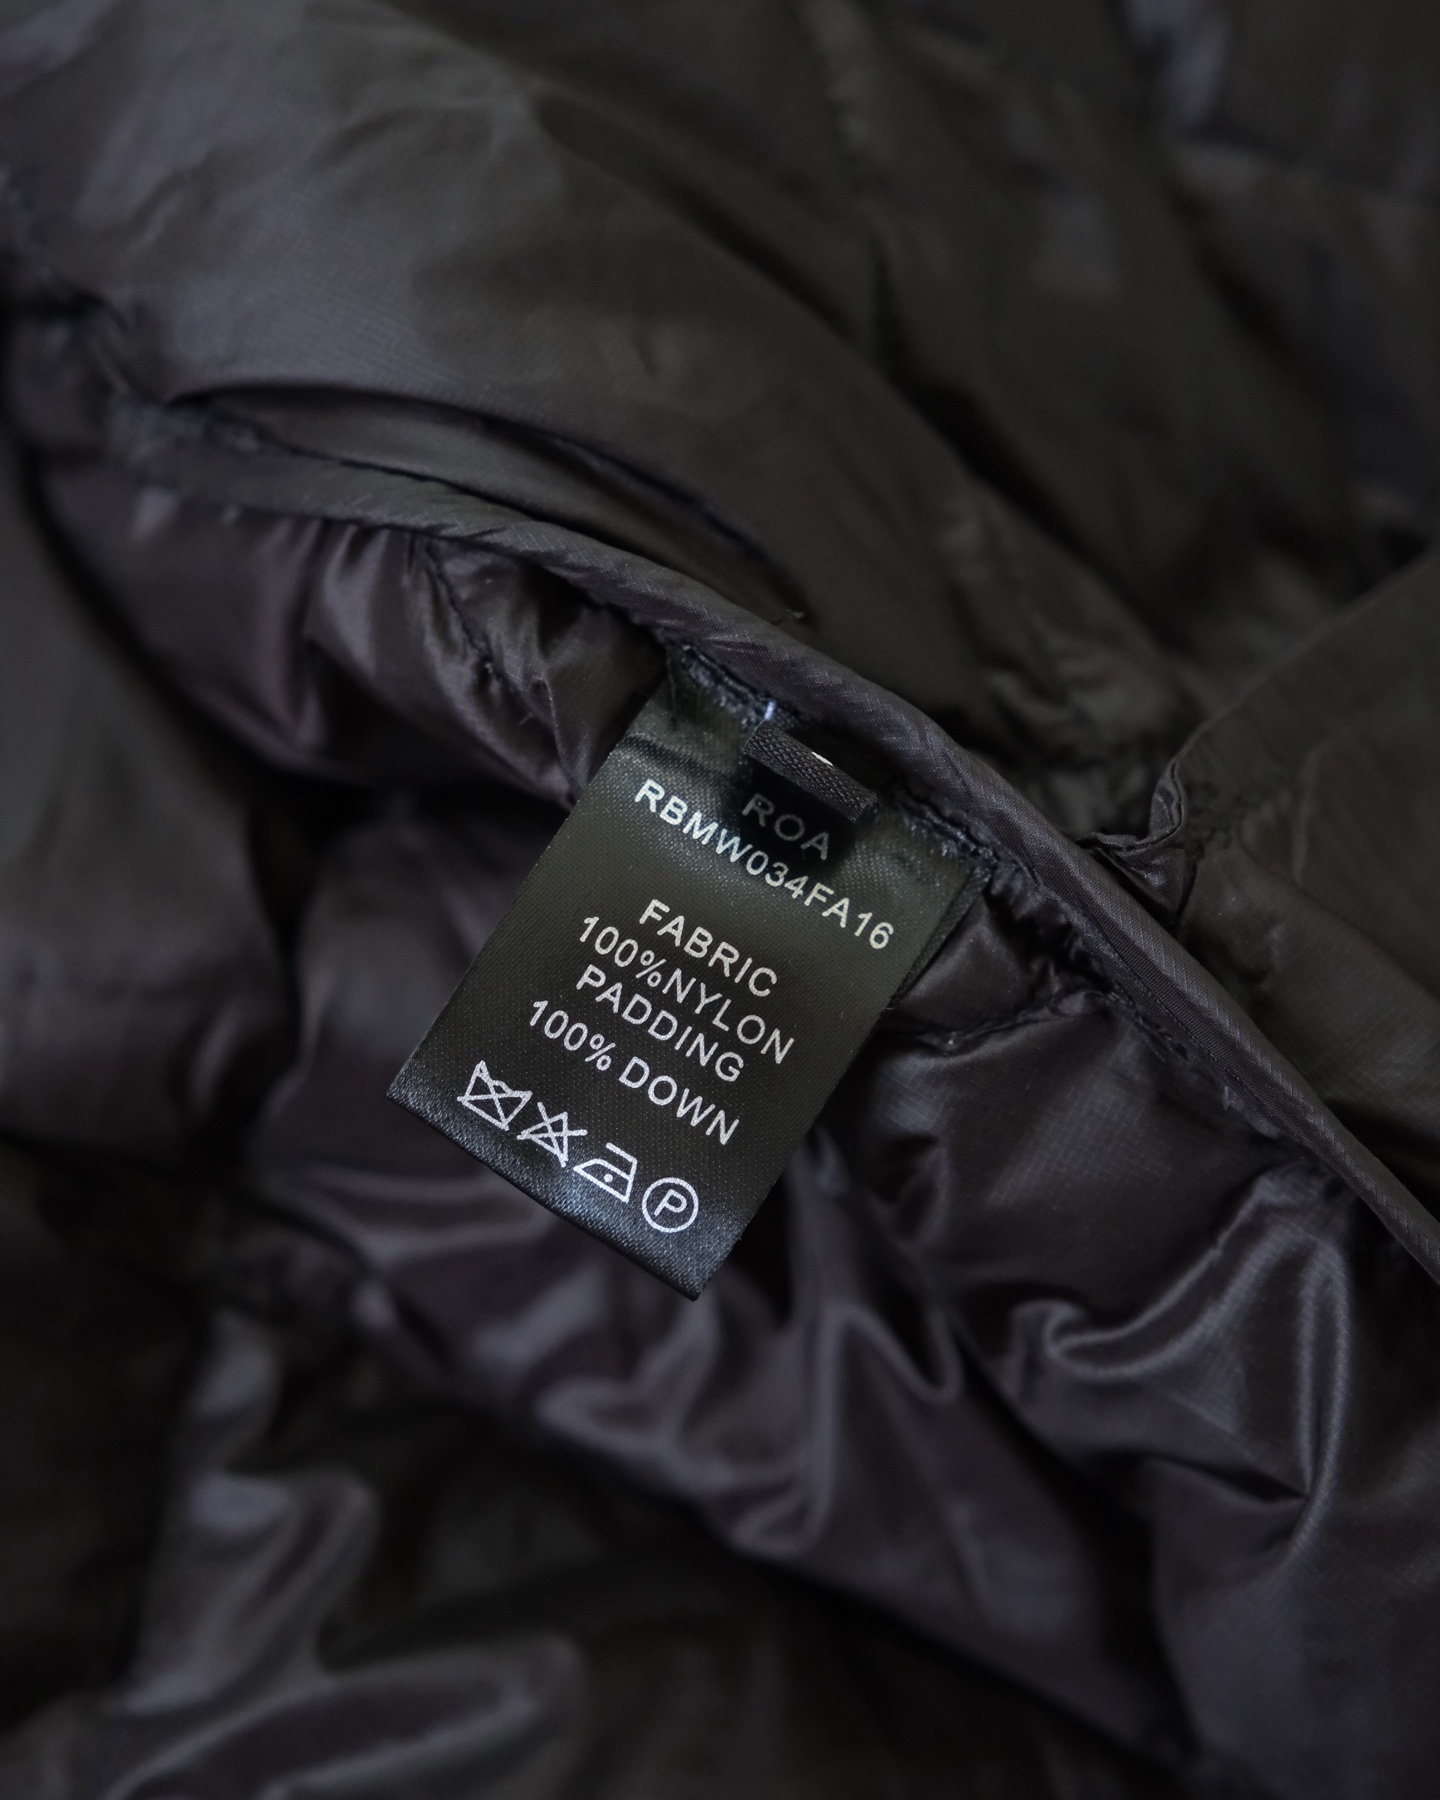 ROA
RBMW034FA16
FABRIC
100%NYLON
PADDING
100% DOWN
P